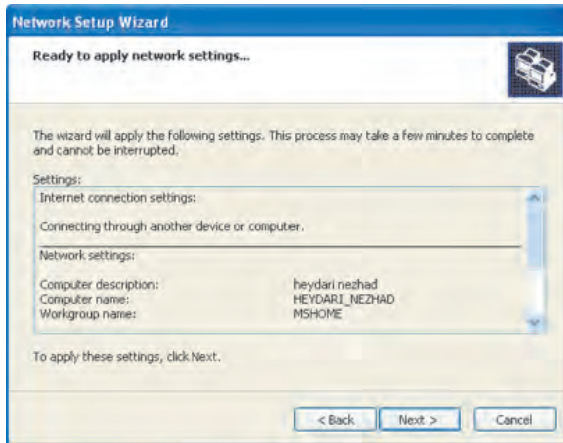 Network Setup Wizard
Ready to apply network settings...
The wizard will apply the following settings. This process may take a few minutes to complete
and cannot be interrupted.
Settings:
Internet connection settings:
Connecting through another device or computer.
Network settings:
Computer description: heydari nezhad
Computer name: HEYDARI_NEZHAD
Workgroup name: MSHOME
To apply these settings, click Next.
< Back Next > Cancel